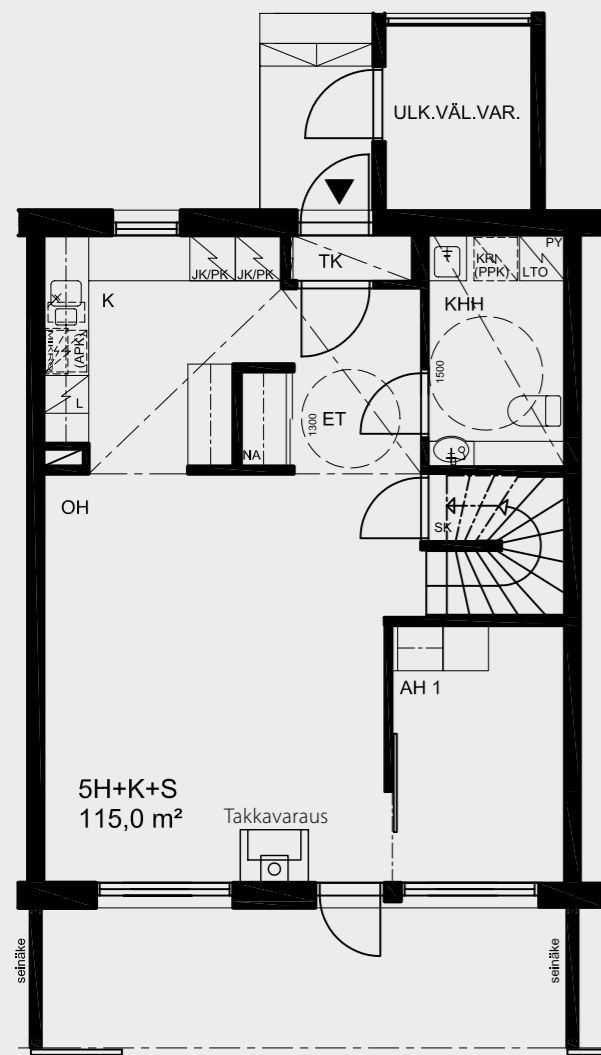 ULK.VÄL.VAR.
TK
PY
KRI
(PPK)
LTO
JK/PK
JK/PK
K
KHH
(APK)
1500
L
1300
ET
NA
OH
SK
AH 1
5H+K+S
115,0 m²
Takkavaraus
seinäke
seinäke